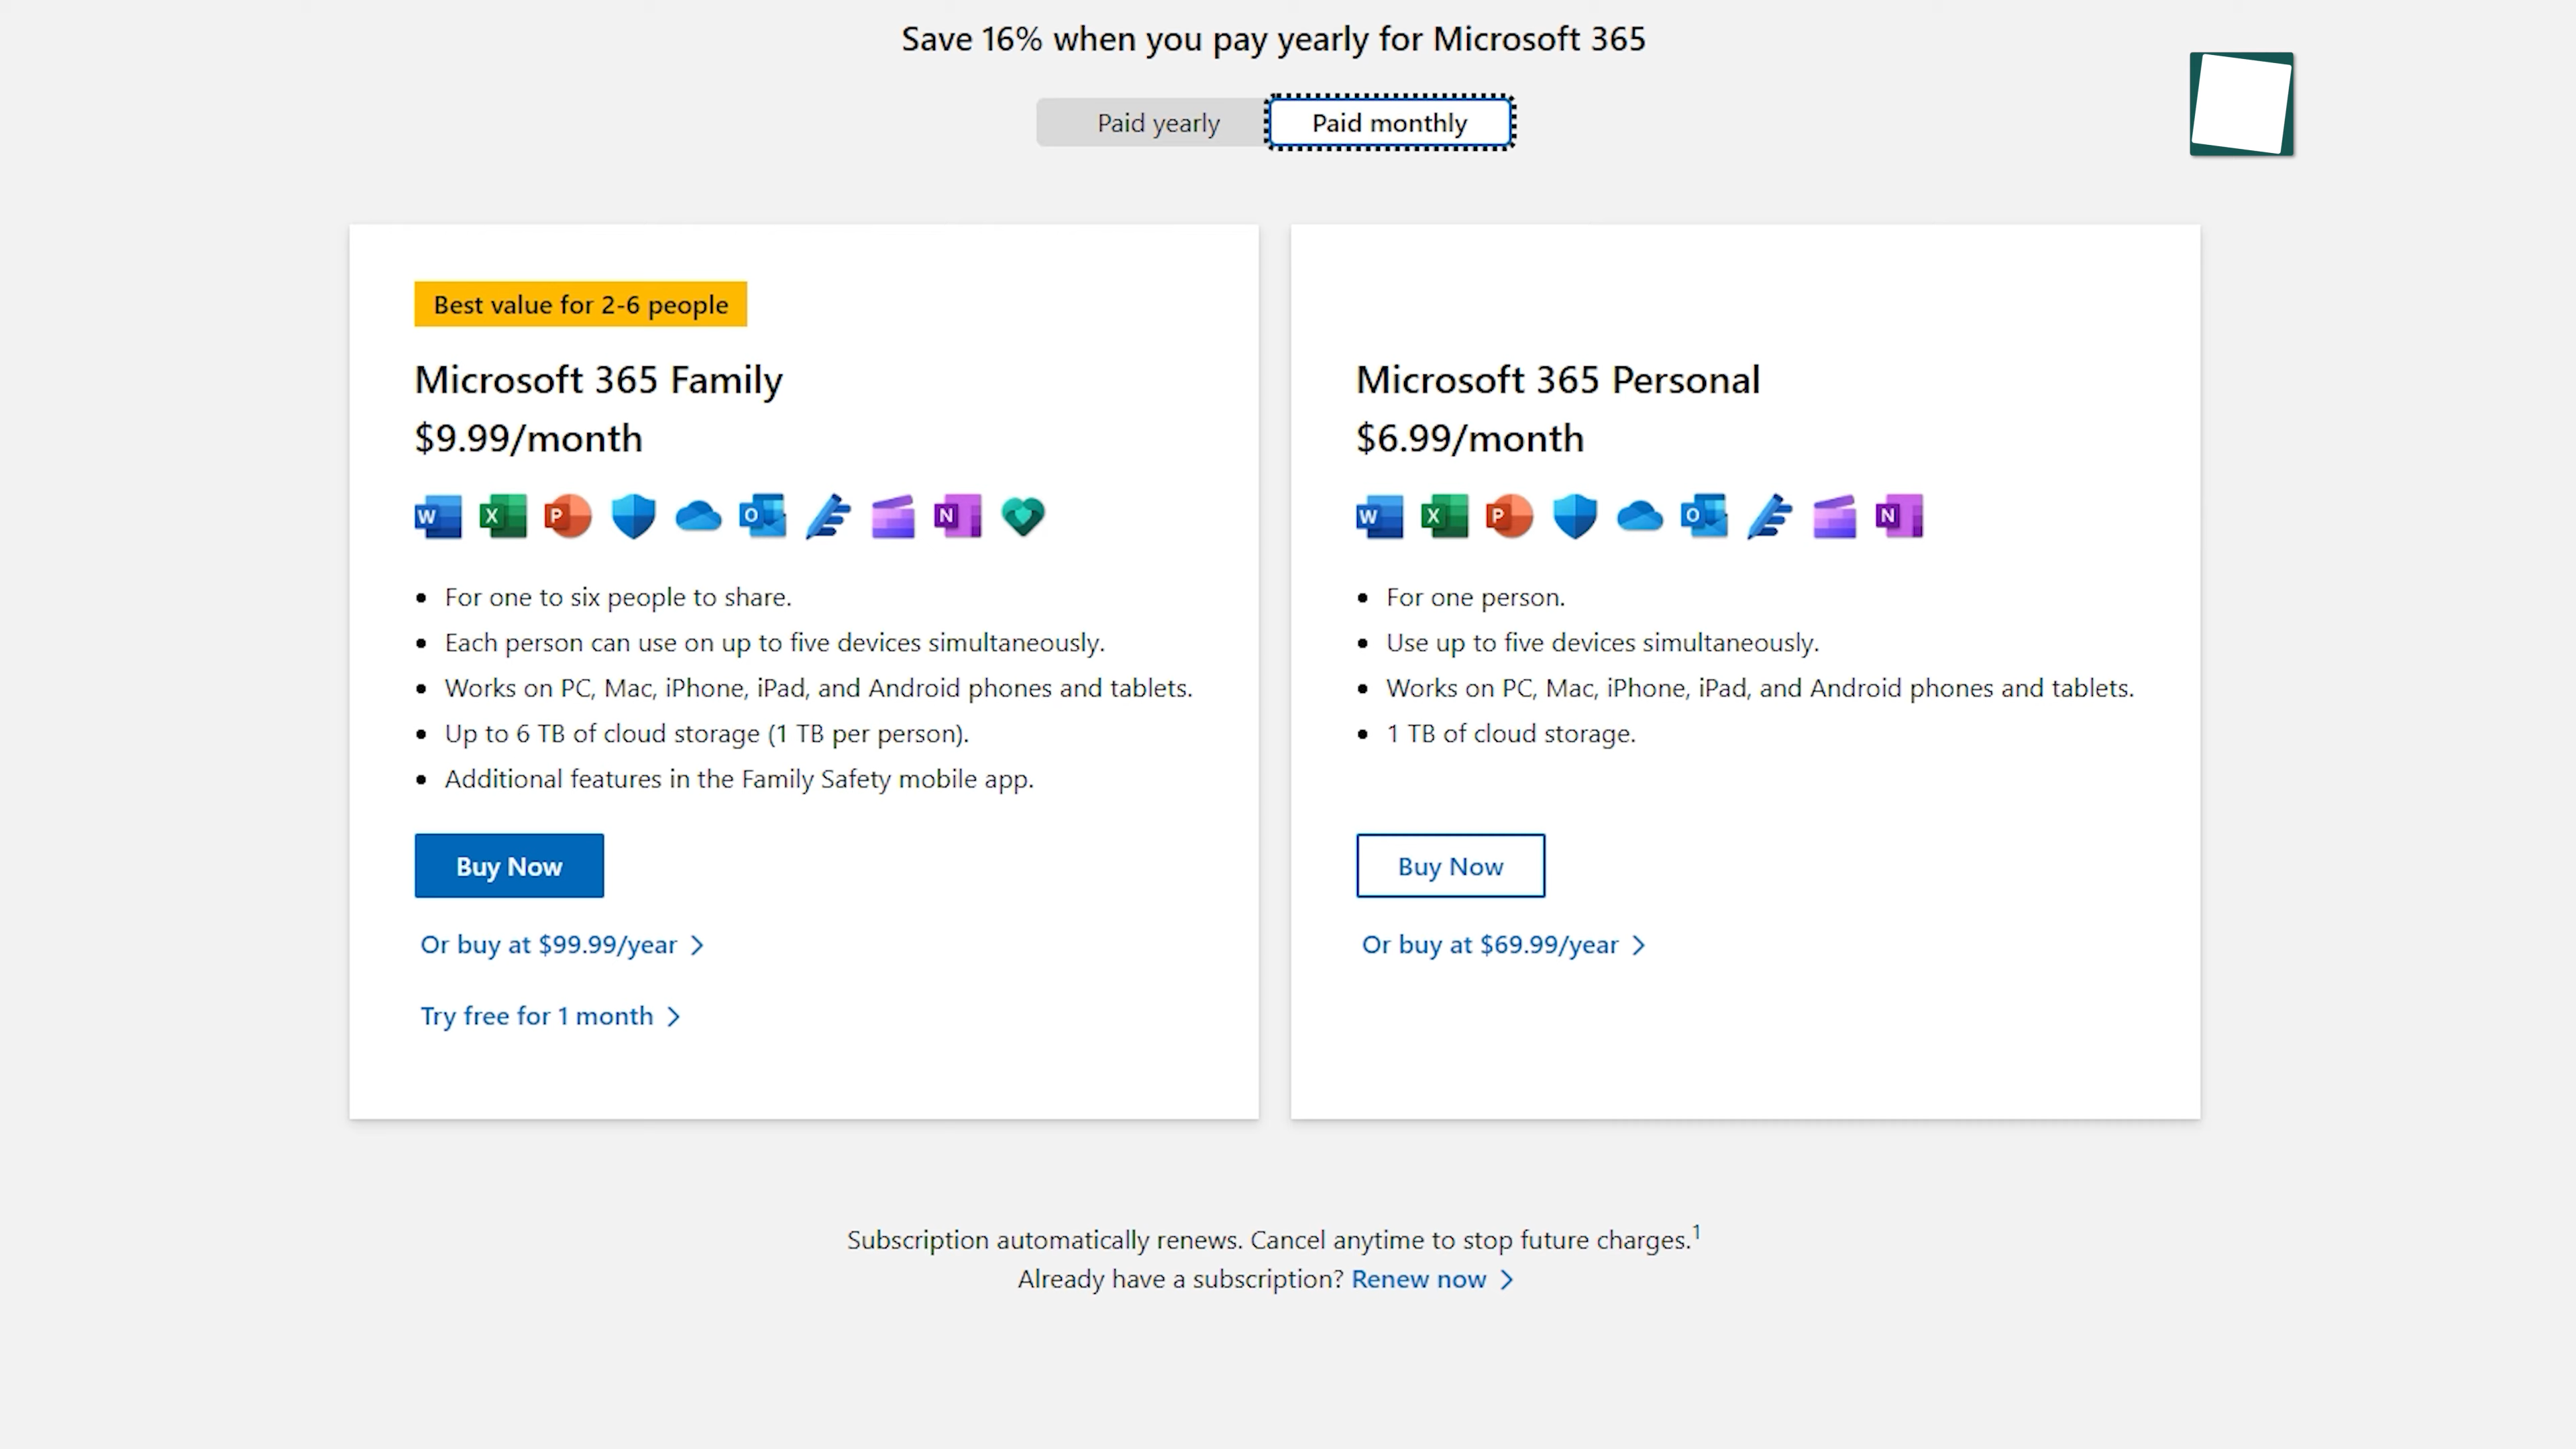 Save 16% when you pay yearly for Microsoft 365
Paid yearly
Paid monthly
Best value for 2-6 people
Microsoft 365 Family
$9.99/month
W X P O N
For one to six people to share.
Each person can use on up to five devices simultaneously.
Works on PC, Mac, iPhone, iPad, and Android phones and tablets.
Up to 6 TB of cloud storage (1 TB per person).
Additional features in the Family Safety mobile app.
Buy Now
Or buy at $99.99/year
Try free for 1 month
Microsoft 365 Personal
$6.99/month
W X P O N
For one person.
Use up to five devices simultaneously.
Works on PC, Mac, iPhone, iPad, and Android phones and tablets.
1 TB of cloud storage.
Buy Now
Or buy at $69.99/year
Subscription automatically renews. Cancel anytime to stop future charges.¹
Already have a subscription? Renew now